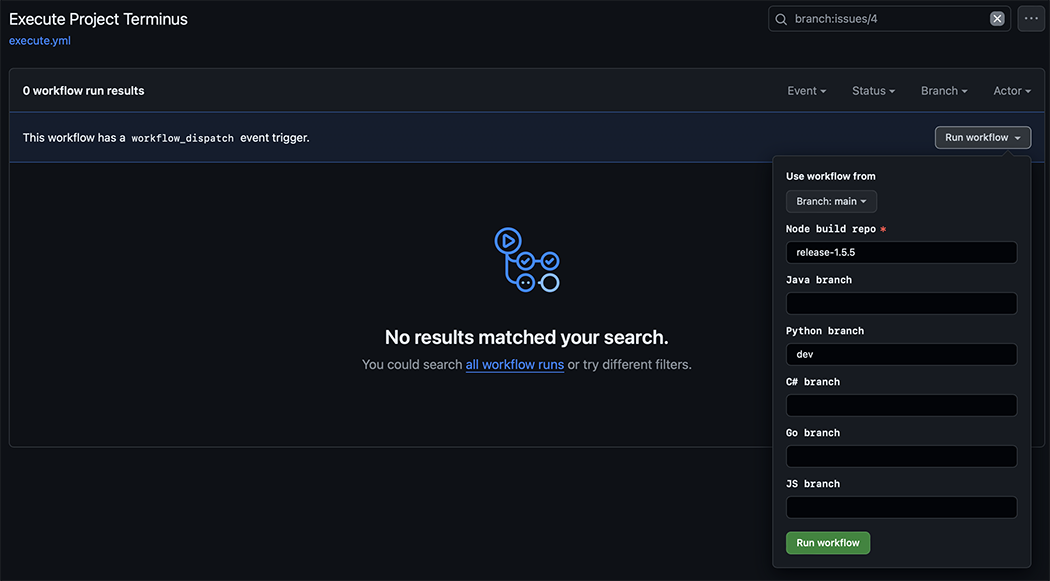 Execute Project Terminus
execute.yml
branch:issues/4
0 workflow run results
Event
Status
Branch
Actor
This workflow has a workflow_dispatch event trigger.
Run workflow
Use workflow from
Branch: main
Node build repo *
release-1.5.5
Java branch
Python branch
dev
C# branch
Go branch
JS branch
Run workflow
No results matched your search.
You could search all workflow runs or try different filters.